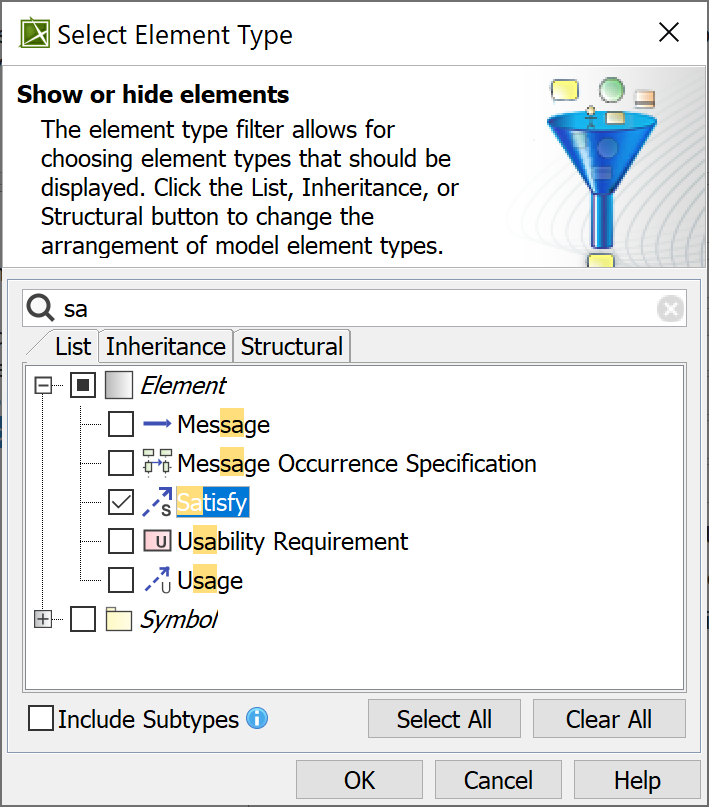 Select Element Type
Show or hide elements
The element type filter allows for
choosing element types that should be
displayed. Click the List, Inheritance, or
Structural button to change the
arrangement of model element types.
sa
List Inheritance Structural
Element
Message
Message Occurrence Specification
S Satisfy
U Usability Requirement
U Usage
Symbol
Include Subtypes i Select All Clear All
OK Cancel Help